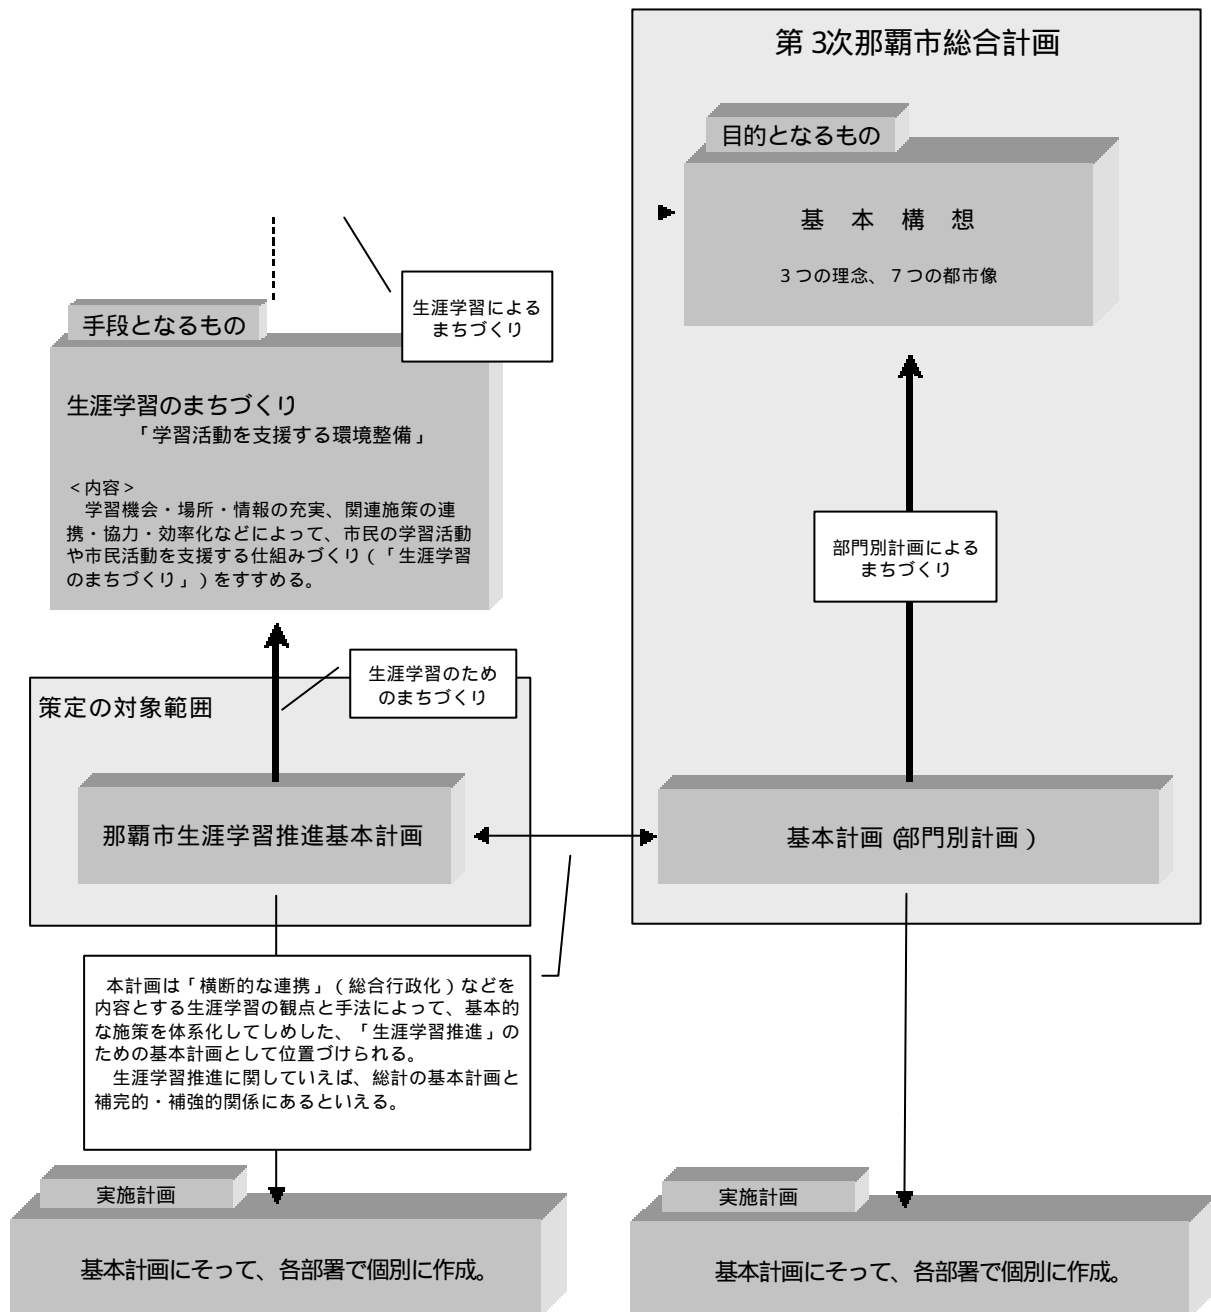 第3次那覇市総合計画
目的となるもの
基本構想
3つの理念、7つの都市像
生涯学習による
まちづくり
手段となるもの
生涯学習のまちづくり
「学習活動を支援する環境整備」
<内容>
学習機会・場所・情報の充実、関連施策の連
携・協力・効率化などによって、市民の学習活動
や市民活動を支援する仕組みづくり(「生涯学習
のまちづくり」)をすすめる。
部門別計画による
まちづくり
生涯学習のため
のまちづくり
策定の対象範囲
那覇市生涯学習推進基本計画
基本計画(部門別計画)
本計画は「横断的な連携」(総合行政化)などを
内容とする生涯学習の観点と手法によって、基本的
な施策を体系化してしめした、「生涯学習推進」の
ための基本計画として位置づけられる。
生涯学習推進に関していえば、総計の基本計画と
補完的・補強的関係にあるといえる。
実施計画
基本計画にそって、各部署で個別に作成。
実施計画
基本計画にそって、各部署で個別に作成。